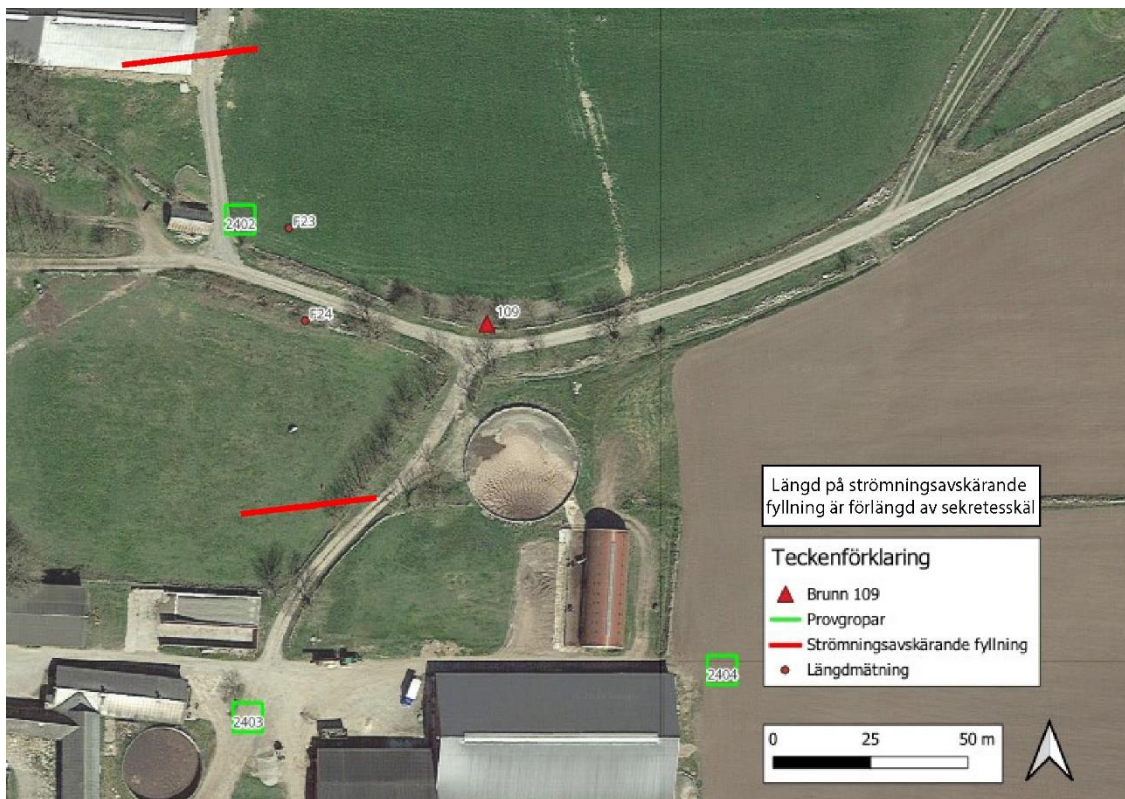 2402
F23
F24
109
Längd på strömningsavskärande
fyllning är förlängd av sekretesskäl
Teckenförklaring
Brunn 109
Provgropar
Strömningsavskärande fyllning
Längdmätning
2404
2403
0 25 50 m